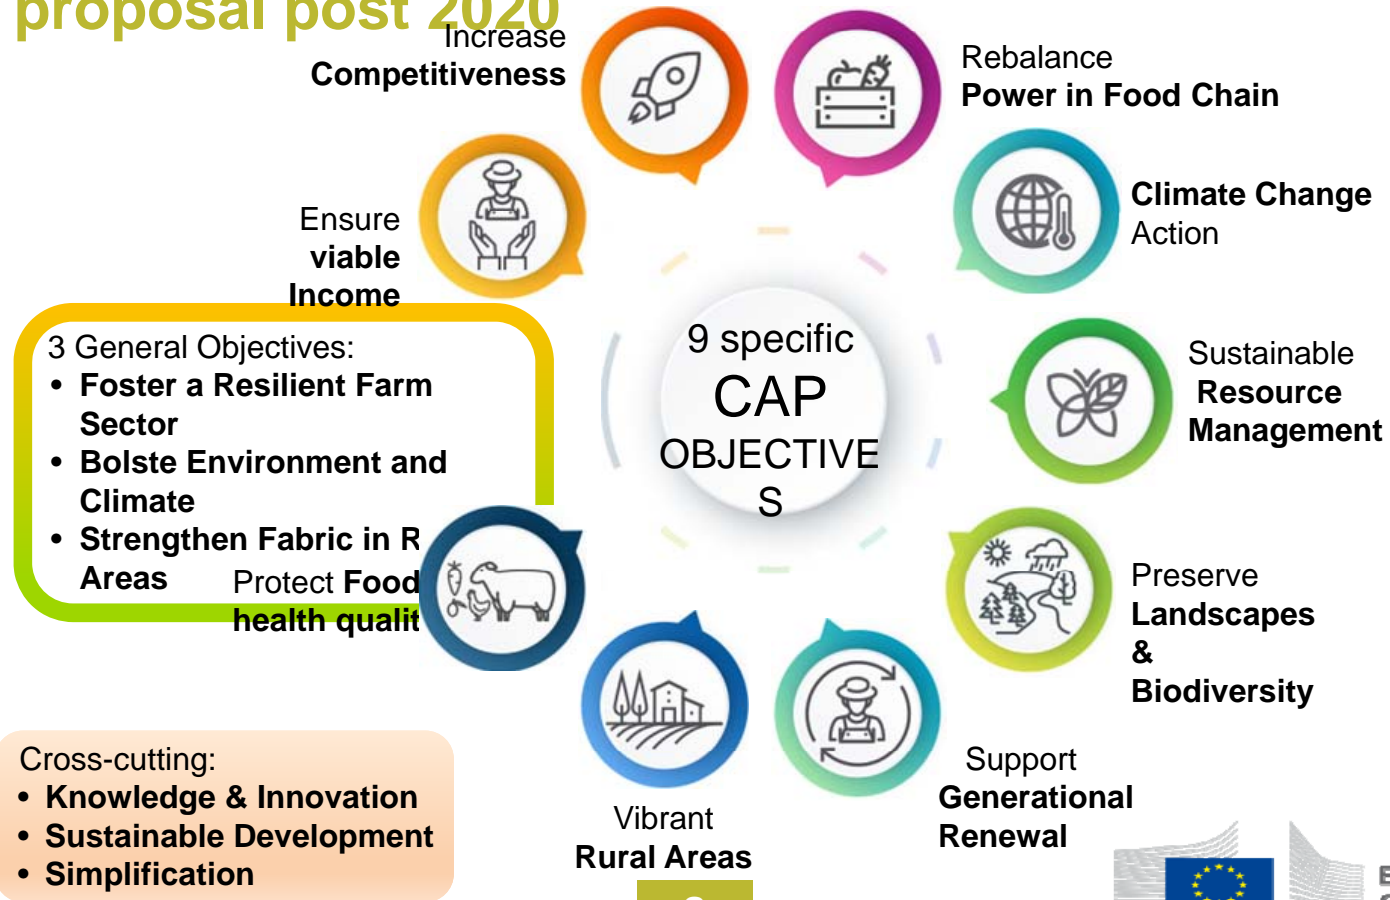 proposal post 2020
Increase
Competitiveness
Rebalance
Power in Food Chain
Climate Change
Action
Ensure
viable
Income
3 General Objectives:
• Foster a Resilient Farm
Sector
• Bolste Environment and
Climate
• Strengthen Fabric in R
Areas
9 specific
CAP
OBJECTIVE
S
Sustainable
Resource
Management
Protect Food
health qualit
Preserve
Landscapes
&
Biodiversity
Cross-cutting:
• Knowledge & Innovation
• Sustainable Development
• Simplification
Vibrant
Rural Areas
Support
Generational
Renewal